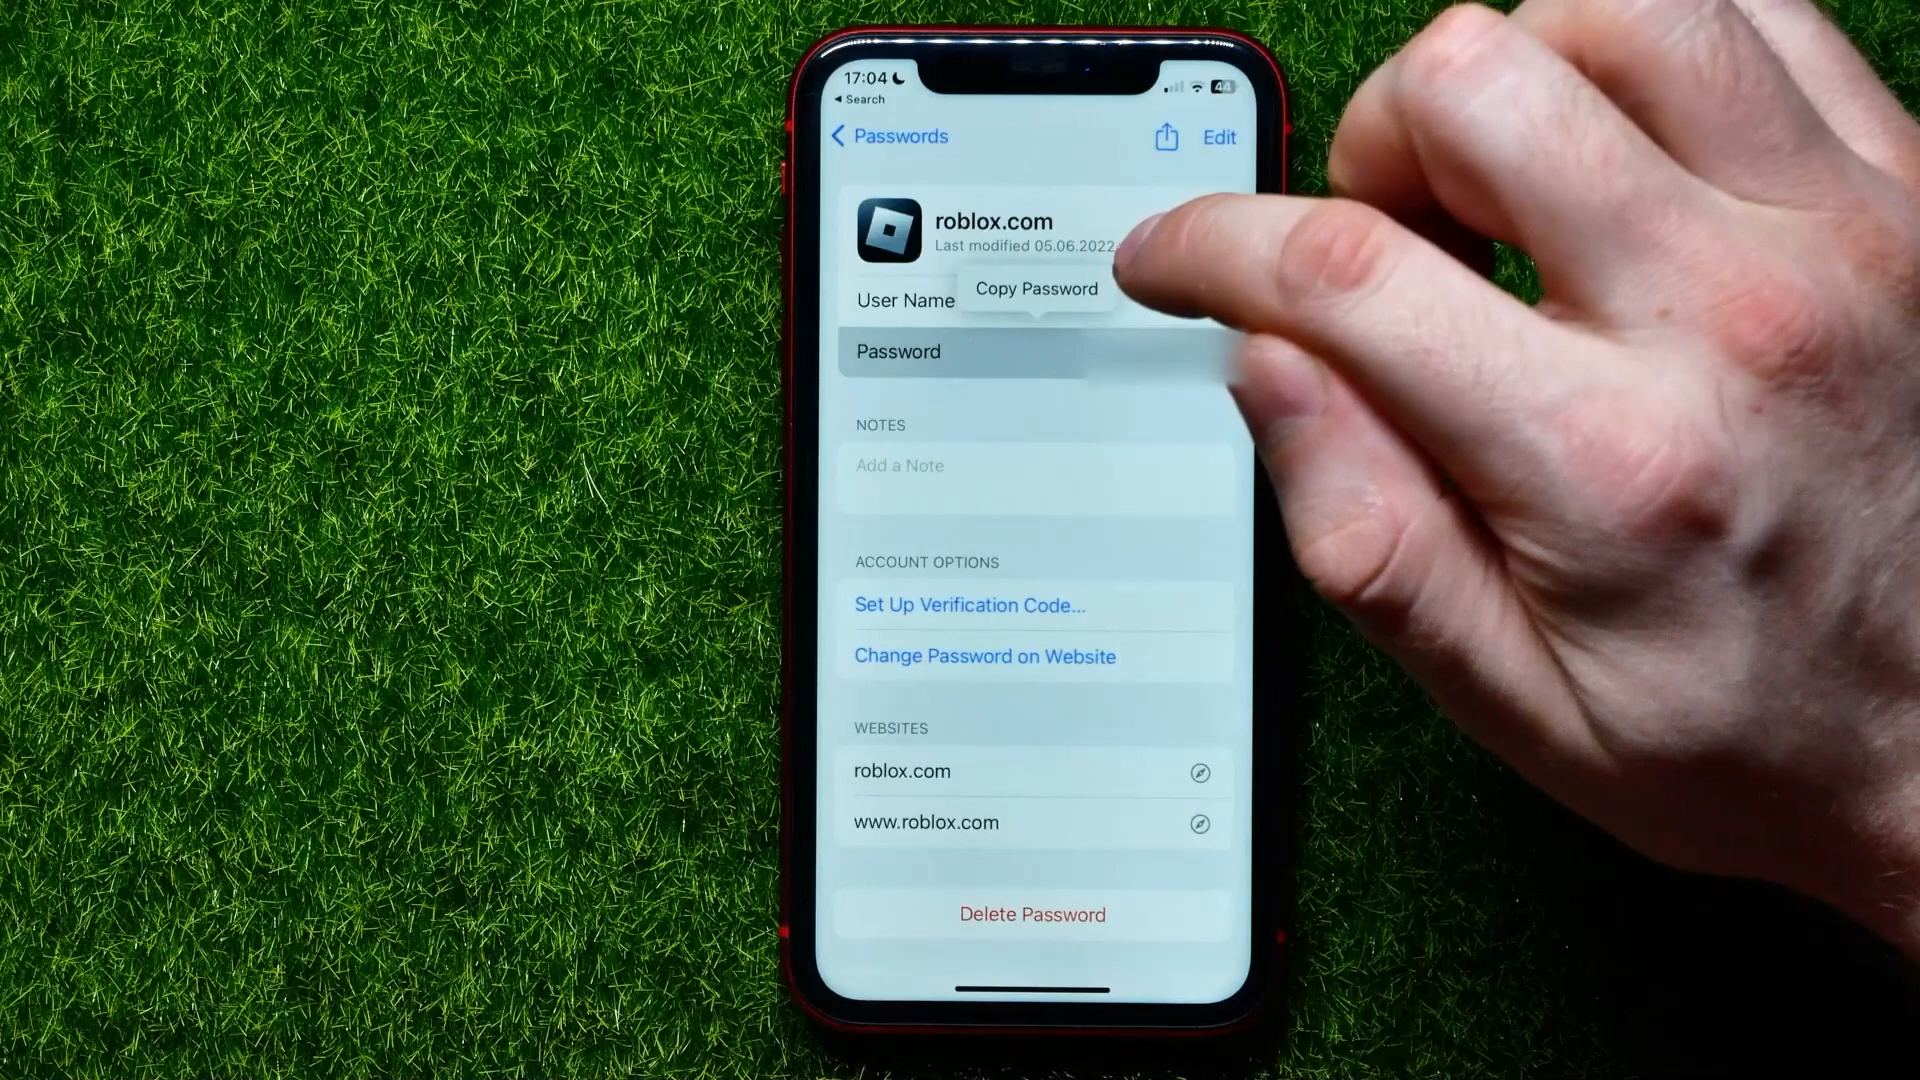 17:04
44
◀ Search
Passwords
Edit
roblox.com
Last modified 05.06.2022
Copy Password
User Name
Password
NOTES
Add a Note
ACCOUNT OPTIONS
Set Up Verification Code...
Change Password on Website
WEBSITES
roblox.com
www.roblox.com
Delete Password